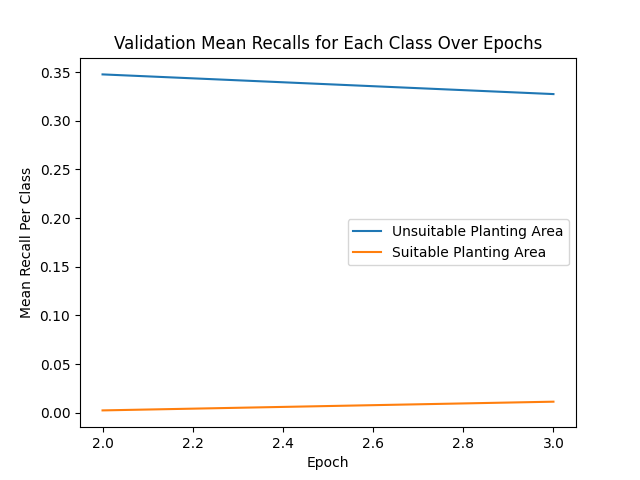 Validation Mean Recalls for Each Class Over Epochs
0.35
0.30
0.25
0.20
0.15
0.10
0.05
0.00
Mean Recall Per Class
Unsuitable Planting Area
Suitable Planting Area
2.0 2.2 2.4 2.6 2.8 3.0
Epoch